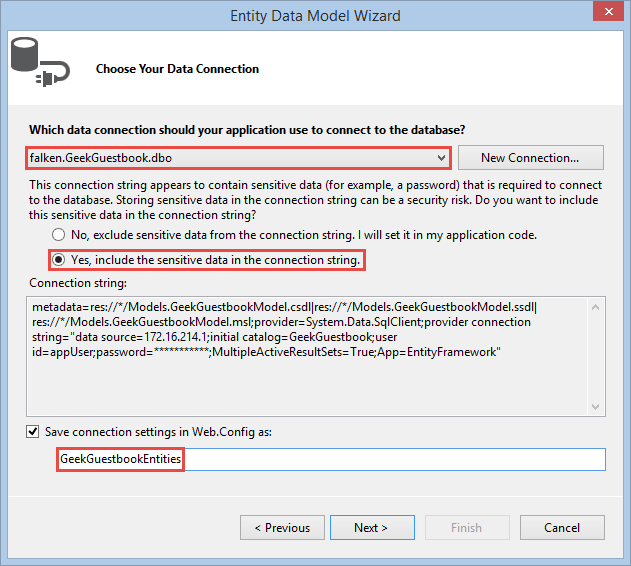 Entity Data Model Wizard
Choose Your Data Connection
Which data connection should your application use to connect to the database?
falken.GeekGuestbook.dbo
New Connection...
This connection string appears to contain sensitive data (for example, a password) that is required to connect
to the database. Storing sensitive data in the connection string can be a security risk. Do you want to include
this sensitive data in the connection string?
No, exclude sensitive data from the connection string. I will set it in my application code.
Yes, include the sensitive data in the connection string.
Connection string:
metadata=res://*/Models.GeekGuestbookModel.csdl|res://*/Models.GeekGuestbookModel.ssdl|
res://*/Models.GeekGuestbookModel.msl;provider=System.Data.SqlClient;provider connection
string="data source=172.16.214.1;initial catalog=GeekGuestbook;user
id=appUser;password=***********;MultipleActiveResultSets=True;App=EntityFramework"
Save connection settings in Web.Config as:
GeekGuestbookEntities
< Previous
Next >
Finish
Cancel